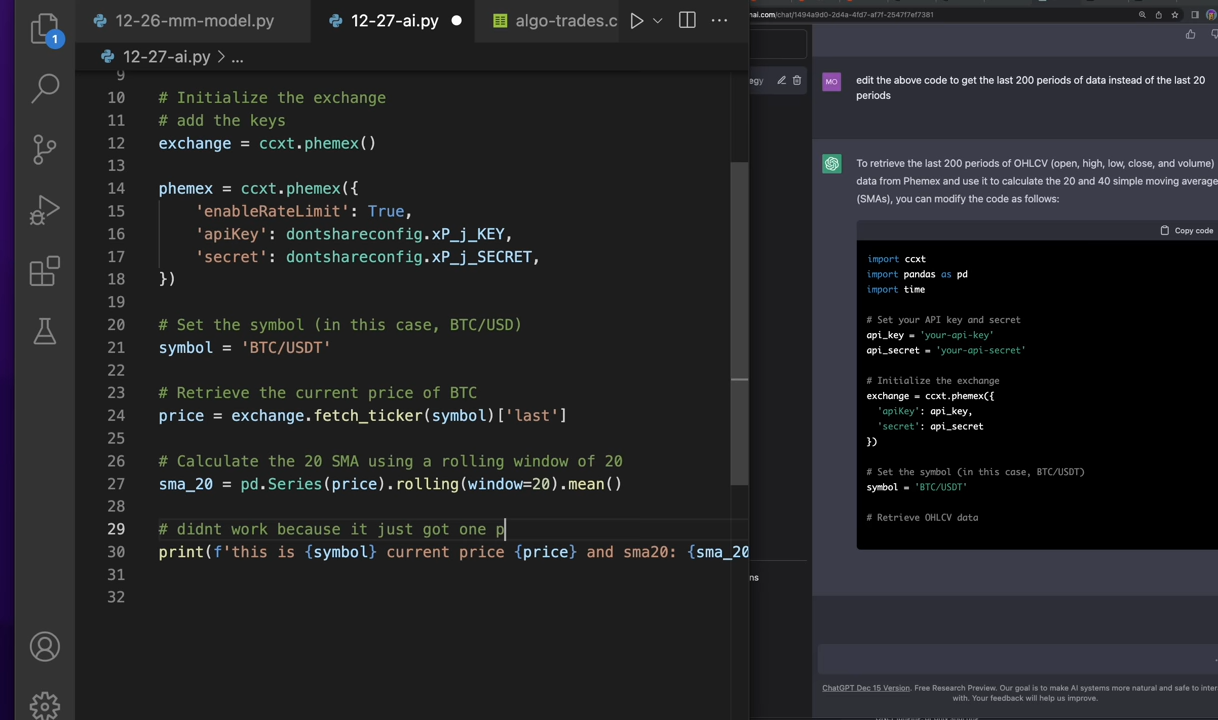 12-26-mm-model.py
12-27-ai.py
algo-trades.c
1
12-27-ai.py > ...
9
10 # Initialize the exchange
11 # add the keys
12 exchange = ccxt.phemex()
13
14 phemex = ccxt.phemex({
15 'enableRateLimit': True,
16 'apiKey': dontshareconfig.xP_j_KEY,
17 'secret': dontshareconfig.xP_j_SECRET,
18 })
19
20 # Set the symbol (in this case, BTC/USD)
21 symbol = 'BTC/USDT'
22
23 # Retrieve the current price of BTC
24 price = exchange.fetch_ticker(symbol)['last']
25
26 # Calculate the 20 SMA using a rolling window of 20
27 sma_20 = pd.Series(price).rolling(window=20).mean()
28
29 # didnt work because it just got one p
30 print(f'this is {symbol} current price {price} and sma20: {sma_20
31
32
nai.com/chat/1494a9d0-2d4a-4fd7-af7f-2547f7ef7381
egy
ns
MO
edit the above code to get the last 200 periods of data instead of the last 20
periods
To retrieve the last 200 periods of OHLCV (open, high, low, close, and volume)
data from Phemex and use it to calculate the 20 and 40 simple moving average
(SMAs), you can modify the code as follows:
Copy code
import ccxt
import pandas as pd
import time
# Set your API key and secret
api_key = 'your-api-key'
api_secret = 'your-api-secret'
# Initialize the exchange
exchange = ccxt.phemex({
'apiKey': api_key,
'secret': api_secret
})
# Set the symbol (in this case, BTC/USDT)
symbol = 'BTC/USDT'
# Retrieve OHLCV data
ChatGPT Dec 15 Version. Free Research Preview. Our goal is to make AI systems more natural and safe to inter
with. Your feedback will help us improve.